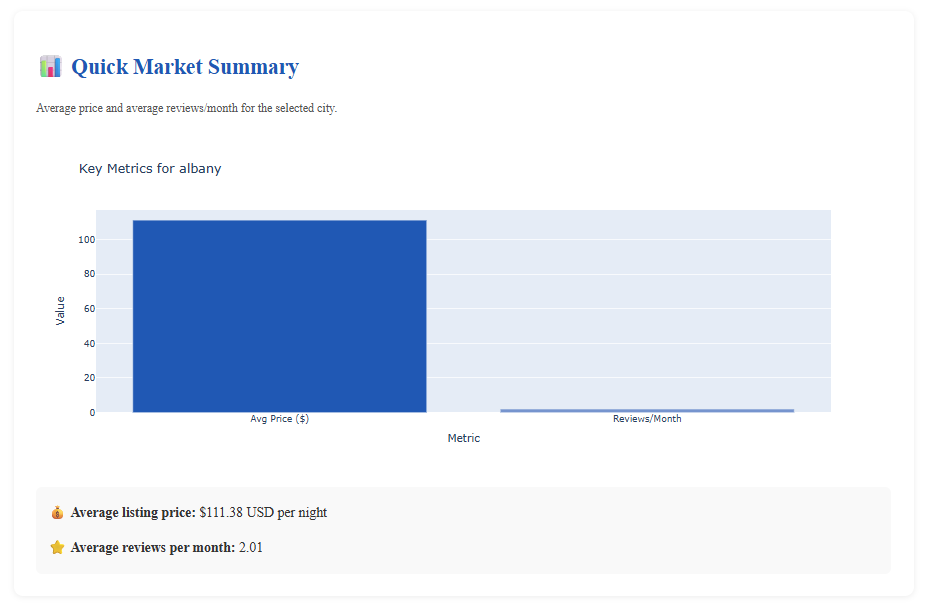 📊 Quick Market Summary
Average price and average reviews/month for the selected city.
Key Metrics for albany
Value
100
80
60
40
20
0
Avg Price ($) Reviews/Month
Metric
💰 Average listing price: $111.38 USD per night
⭐ Average reviews per month: 2.01